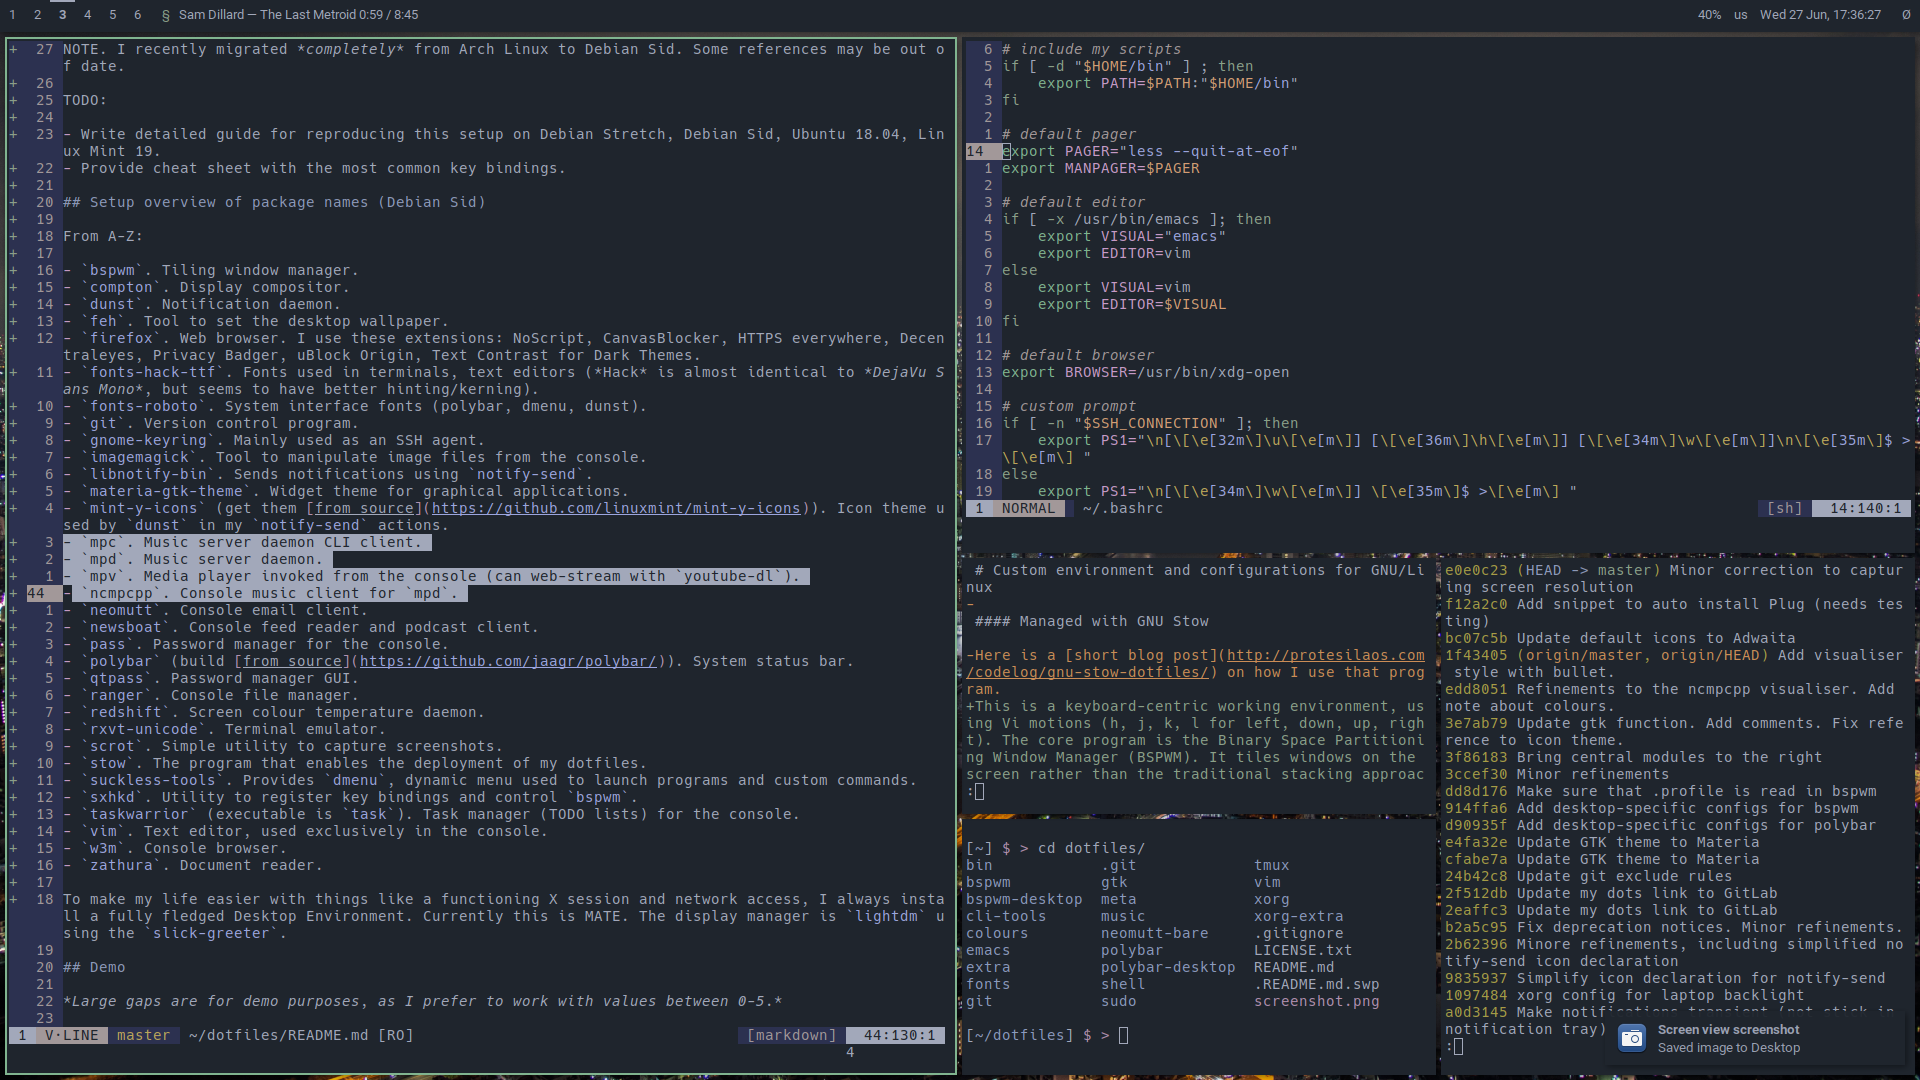 1 2 3 4 5 6 § Sam Dillard — The Last Metroid 0:59 / 8:45
40% us Wed 27 Jun, 17:36:27 Ø
+ 27 NOTE. I recently migrated *completely* from Arch Linux to Debian Sid. Some references may be out o
f date.
+ 26
+ 25 TODO:
+ 24
+ 23 - Write detailed guide for reproducing this setup on Debian Stretch, Debian Sid, Ubuntu 18.04, Lin
ux Mint 19.
+ 22 - Provide cheat sheet with the most common key bindings.
+ 21
+ 20 ## Setup overview of package names (Debian Sid)
+ 19
+ 18 From A-Z:
+ 17
+ 16 - `bspwm`. Tiling window manager.
+ 15 - `compton`. Display compositor.
+ 14 - `dunst`. Notification daemon.
+ 13 - `feh`. Tool to set the desktop wallpaper.
+ 12 - `firefox`. Web browser. I use these extensions: NoScript, CanvasBlocker, HTTPS everywhere, Decen
traleyes, Privacy Badger, uBlock Origin, Text Contrast for Dark Themes.
+ 11 - `fonts-hack-ttf`. Fonts used in terminals, text editors (*Hack* is almost identical to *DejaVu S
ans Mono*, but seems to have better hinting/kerning).
+ 10 - `fonts-roboto`. System interface fonts (polybar, dmenu, dunst).
+ 9 - `git`. Version control program.
+ 8 - `gnome-keyring`. Mainly used as an SSH agent.
+ 7 - `imagemagick`. Tool to manipulate image files from the console.
+ 6 - `libnotify-bin`. Sends notifications using `notify-send`.
+ 5 - `materia-gtk-theme`. Widget theme for graphical applications.
+ 4 - `mint-y-icons` (get them [from source](https://github.com/linuxmint/mint-y-icons)). Icon theme u
sed by `dunst` in my `notify-send` actions.
+ 3 - `mpc`. Music server daemon CLI client.
+ 2 - `mpd`. Music server daemon.
+ 1 - `mpv`. Media player invoked from the console (can web-stream with `youtube-dl`).
+ 44 - `ncmpcpp`. Console music client for `mpd`.
+ 1 - `neomutt`. Console email client.
+ 2 - `newsboat`. Console feed reader and podcast client.
+ 3 - `pass`. Password manager for the console.
+ 4 - `polybar` (build [from source](https://github.com/jaagr/polybar/)). System status bar.
+ 5 - `qtpass`. Password manager GUI.
+ 6 - `ranger`. Console file manager.
+ 7 - `redshift`. Screen colour temperature daemon.
+ 8 - `rxvt-unicode`. Terminal emulator.
+ 9 - `scrot`. Simple utility to capture screenshots.
+ 10 - `stow`. The program that enables the deployment of my dotfiles.
+ 11 - `suckless-tools`. Provides `dmenu`, dynamic menu used to launch programs and custom commands.
+ 12 - `sxhkd`. Utility to register key bindings and control `bspwm`.
+ 13 - `taskwarrior` (executable is `task`). Task manager (TODO lists) for the console.
+ 14 - `vim`. Text editor, used exclusively in the console.
+ 15 - `w3m`. Console browser.
+ 16 - `zathura`. Document reader.
+ 17
+ 18 To make my life easier with things like a functioning X session and network access, I always insta
ll a fully fledged Desktop Environment. Currently this is MATE. The display manager is `lightdm` u
sing the `slick-greeter`.
19
20 ## Demo
21
22 *Large gaps are for demo purposes, as I prefer to work with values between 0-5.*
23
1 V·LINE master ~/dotfiles/README.md [RO] [markdown] 44:130:1
4
6 # include my scripts
5 if [ -d "$HOME/bin" ] ; then
4 export PATH=$PATH:"$HOME/bin"
3 fi
2
1 # default pager
14 export PAGER="less --quit-at-eof"
1 export MANPAGER=$PAGER
2
3 # default editor
4 if [ -x /usr/bin/emacs ]; then
5 export VISUAL="emacs"
6 export EDITOR=vim
7 else
8 export VISUAL=vim
9 export EDITOR=$VISUAL
10 fi
11
12 # default browser
13 export BROWSER=/usr/bin/xdg-open
14
15 # custom prompt
16 if [ -n "$SSH_CONNECTION" ]; then
17 export PS1="\n[\[\e[32m\]\u\[\e[m\]] [\[\e[36m\]\h\[\e[m\]] [\[\e[34m\]\w\[\e[m\]]\n\[\e[35m\]$ >
\[\e[m\] "
18 else
19 export PS1="\n[\[\e[34m\]\w\[\e[m\]] \[\e[35m\]$ >\[\e[m\] "
1 NORMAL ~/.bashrc [sh] 14:140:1
# Custom environment and configurations for GNU/Li
nux
-
#### Managed with GNU Stow
-Here is a [short blog post](http://protesilaos.com
/codelog/gnu-stow-dotfiles/) on how I use that prog
ram.
+This is a keyboard-centric working environment, us
ing Vi motions (h, j, k, l for left, down, up, righ
t). The core program is the Binary Space Partitioni
ng Window Manager (BSPWM). It tiles windows on the
screen rather than the traditional stacking approac
:
[~] $ > cd dotfiles/
bin .git tmux
bspwm gtk vim
bspwm-desktop meta xorg
cli-tools music xorg-extra
colours neomutt-bare .gitignore
emacs polybar LICENSE.txt
extra polybar-desktop README.md
fonts shell .README.md.swp
git sudo screenshot.png
[~/dotfiles] $ >
e0e0c23 (HEAD -> master) Minor correction to captur
ing screen resolution
f12a2c0 Add snippet to auto install Plug (needs tes
ting)
bc07c5b Update default icons to Adwaita
1f43405 (origin/master, origin/HEAD) Add visualiser
style with bullet.
edd8051 Refinements to the ncmpcpp visualiser. Add
note about colours.
3e7ab79 Update gtk function. Add comments. Fix refe
rence to icon theme.
3f86183 Bring central modules to the right
3ccef30 Minor refinements
dd8d176 Make sure that .profile is read in bspwm
914ffa6 Add desktop-specific configs for bspwm
d90935f Add desktop-specific configs for polybar
e4fa32e Update GTK theme to Materia
cfabe7a Update GTK theme to Materia
24b42c8 Update git exclude rules
2f512db Update my dots link to GitLab
2eaffc3 Update my dots link to GitLab
b2a5c95 Fix deprecation notices. Minor refinements.
2b62396 Minore refinements, including simplified no
tify-send icon declaration
9835937 Simplify icon declaration for notify-send
1097484 xorg config for laptop backlight
a0d3145 Make notifications transient (not stick in
notification tray)
:
Screen view screenshot
Saved image to Desktop